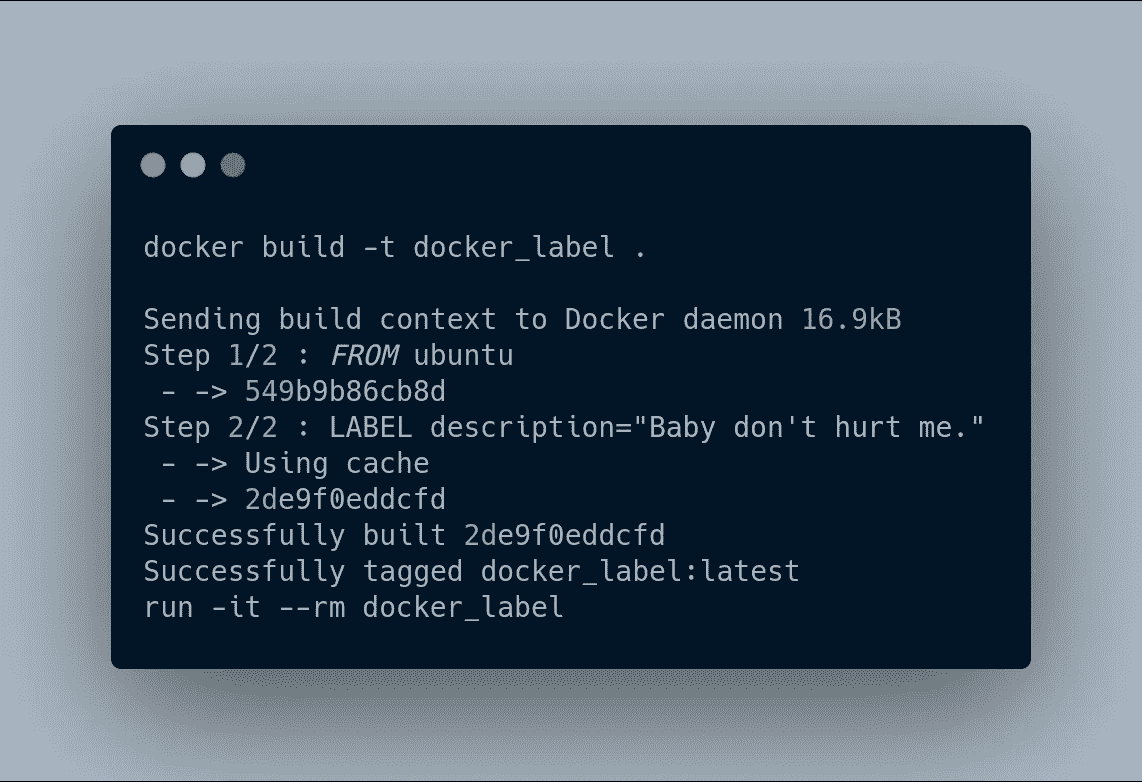 docker build -t docker_label .
Sending build context to Docker daemon 16.9kB
Step 1/2 : FROM ubuntu
- -> 549b9b86cb8d
Step 2/2 : LABEL description="Baby don't hurt me."
- -> Using cache
- -> 2de9f0eddcfd
Successfully built 2de9f0eddcfd
Successfully tagged docker_label:latest
run -it --rm docker_label